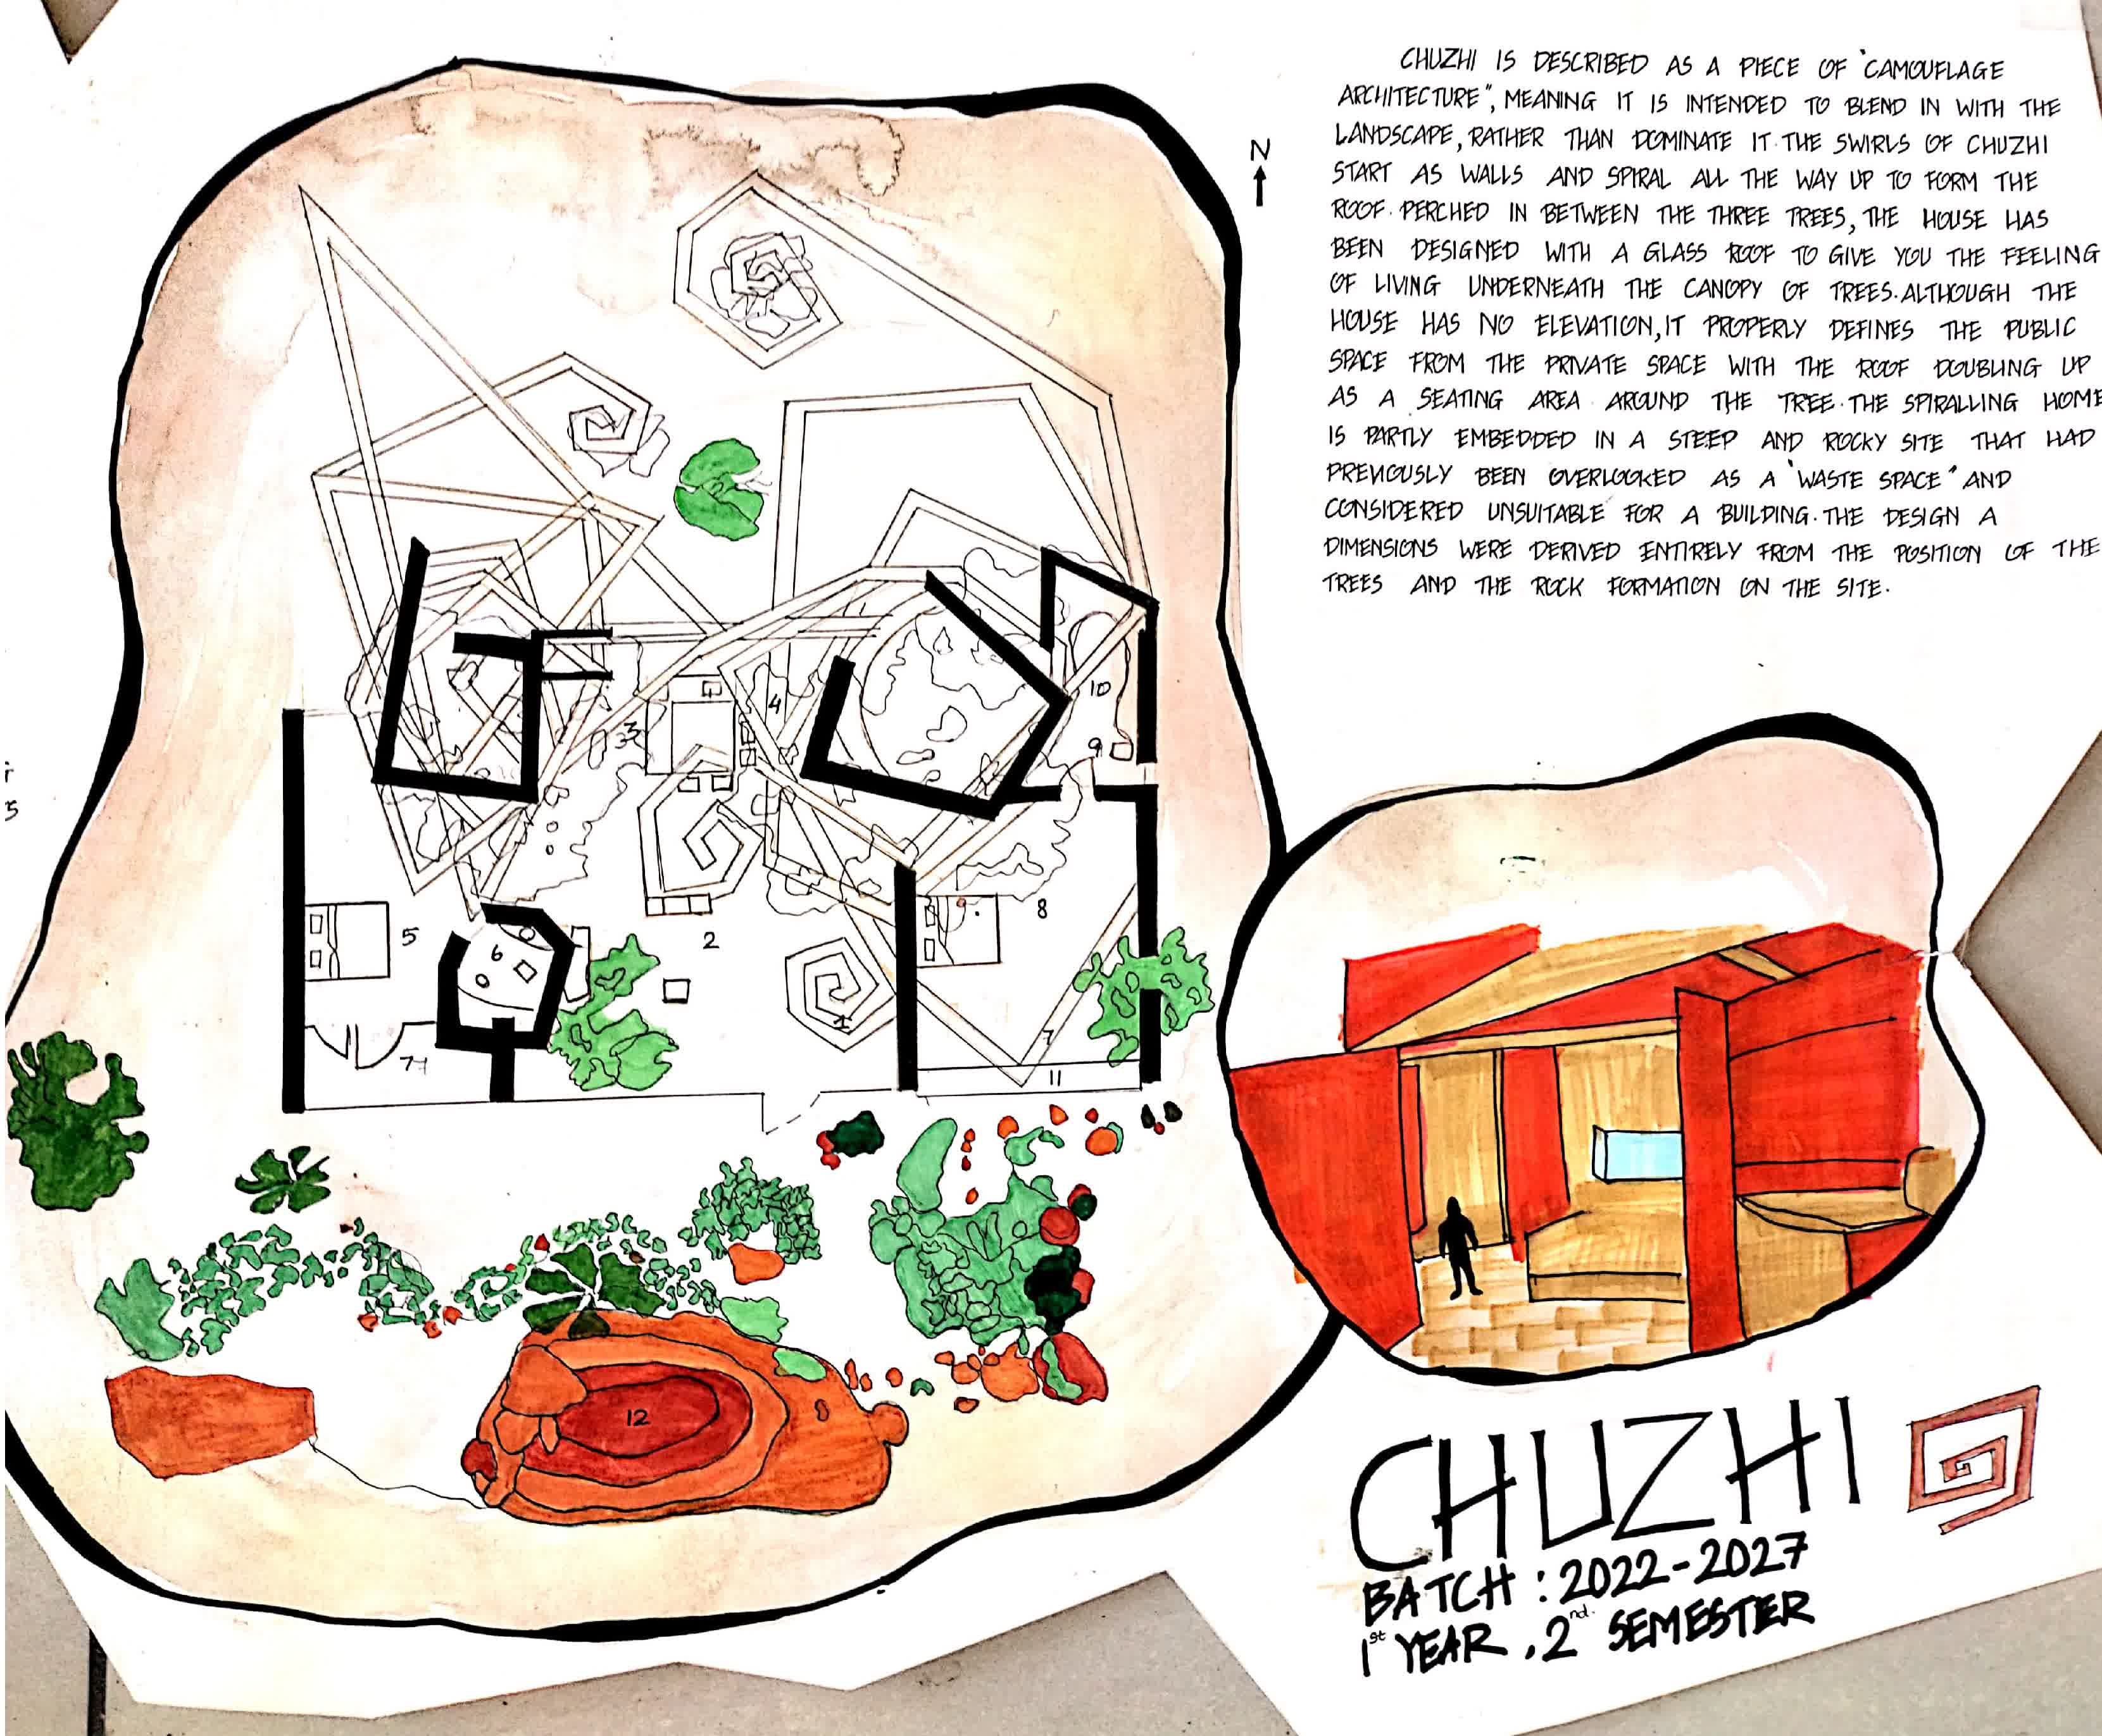 CHUZHI IS DESCRIBED AS A PIECE OF "CAMOUFLAGE
ARCHITECTURE", MEANING IT IS INTENDED TO BLEND IN WITH THE
LANDSCAPE, RATHER THAN DOMINATE IT. THE SWIRLS OF CHUZHI
START AS WALLS AND SPIRAL ALL THE WAY UP TO FORM THE
ROOF. PERCHED IN BETWEEN THE THREE TREES, THE HOUSE HAS
BEEN DESIGNED WITH A GLASS ROOF TO GIVE YOU THE FEELING
OF LIVING UNDERNEATH THE CANOPY OF TREES. ALTHOUGH THE
HOUSE HAS NO ELEVATION, IT PROPERLY DEFINES THE PUBLIC
SPACE FROM THE PRIVATE SPACE WITH THE ROOF DOUBLING UP
AS A SEATING AREA AROUND THE TREE. THE SPIRALLING HOME
IS PARTLY EMBEDDED IN A STEEP AND ROCKY SITE THAT HAD
PREVIOUSLY BEEN OVERLOOKED AS A "WASTE SPACE" AND
CONSIDERED UNSUITABLE FOR A BUILDING. THE DESIGN A
DIMENSIONS WERE DERIVED ENTIRELY FROM THE POSITION OF THE
TREES AND THE ROCK FORMATION ON THE SITE.
N
10
4
3
9
5
6
2
8
1
7
7
11
12
5
CHUZHI
BATCH : 2022-2027
1st YEAR , 2nd. SEMESTER